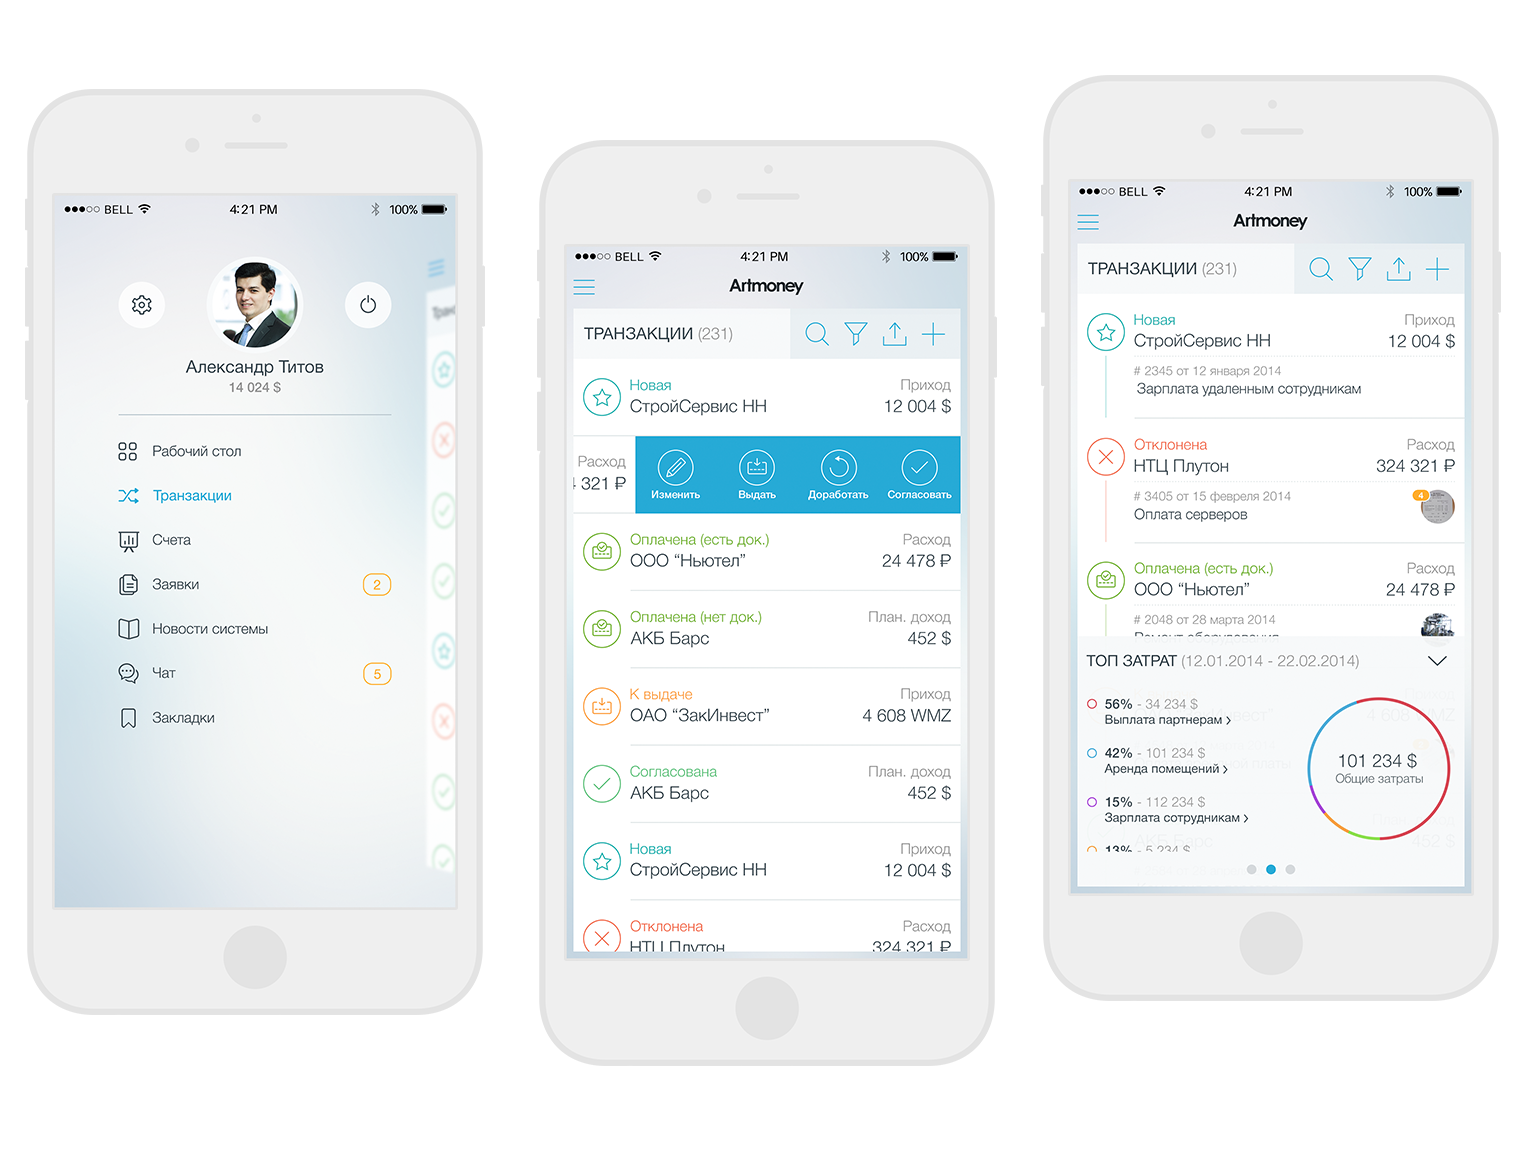 BELL
4:21 PM
100%
Александр Титов
14 024 $
Рабочий стол
Транзакции
Счета
Заявки
2
Новости системы
Чат
5
Закладки
BELL
4:21 PM
100%
Artmoney
ТРАНЗАКЦИИ (231)
Новая
Приход
СтройСервис НН
12 004 $
Расход
4 321 ₽
Изменить
Выдать
Доработать
Согласовать
Оплачена (есть док.)
Расход
ООО “Ньютел”
24 478 ₽
Оплачена (нет док.)
План. доход
АКБ Барс
452 $
К выдаче
Приход
ОАО “ЗакИнвест”
4 608 WMZ
Согласована
План. доход
АКБ Барс
452 $
Новая
Приход
СтройСервис НН
12 004 $
Отклонена
Расход
НТЦ Плутон
324 321 ₽
BELL
4:21 PM
100%
Artmoney
ТРАНЗАКЦИИ (231)
Новая
Приход
СтройСервис НН
12 004 $
# 2345 от 12 января 2014
Зарплата удаленным сотрудникам
Отклонена
Расход
НТЦ Плутон
324 321 ₽
# 3405 от 15 февреля 2014
4
Оплата серверов
Оплачена (есть док.)
Расход
ООО “Ньютел”
24 478 ₽
# 2048 от 28 марта 2014
Ремонт оборудования
ТОП ЗАТРАТ (12.01.2014 - 22.02.2014)
56% - 34 234 $
Выплата партнерам
42% - 101 234 $
Аренда помещений
15% - 112 234 $
Зарплата сотрудникам
13% - 5 234 $
101 234 $
Общие затраты